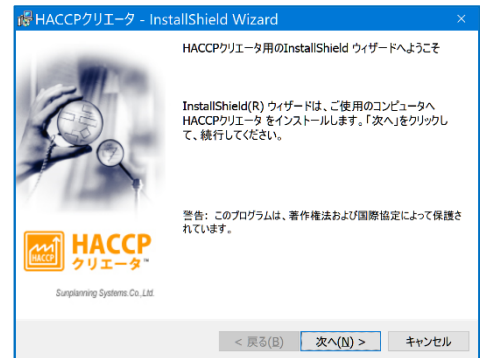 HACCPクリエータ - InstallShield Wizard
HACCPクリエータ用のInstallShield ウィザードへようこそ
InstallShield(R) ウィザードは、ご使用のコンピュータへ
HACCPクリエータ をインストールします。「次へ」をクリックし
て、続行してください。
警告: このプログラムは、著作権法および国際協定によって保護さ
れています。
HACCP
HACCP
クリエータ™
Sunplanning Systems.Co.,Ltd.
< 戻る(B)
次へ(N) >
キャンセル